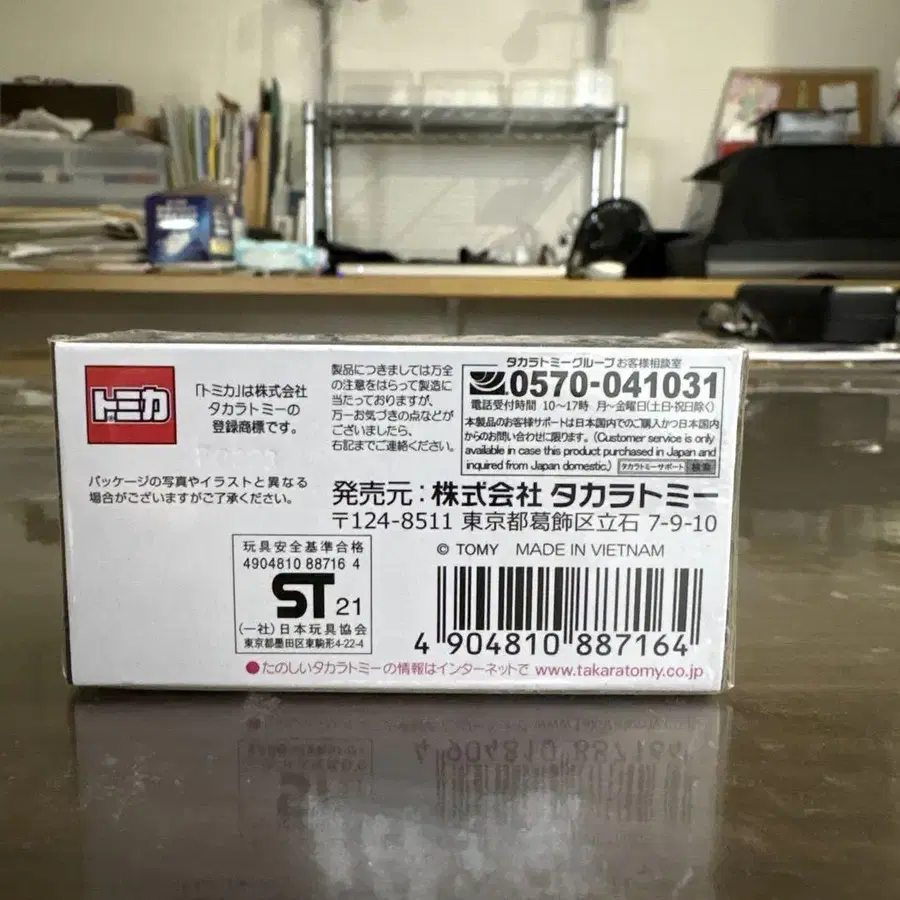 トミカ
「トミカ」は株式会社
タカラトミーの
登録商標です。
パッケージの写真やイラストと異なる
場合がございますがご了承ください。
製品につきましては万全
の注意をはらって製造に
当たっておりますが、
万一お気づきの点などが
ございましたら、
右記までご連絡ください。
タカラトミーグループお客様相談室
0570-041031
電話受付時間 10〜17時 月〜金曜日(土日・祝日除く)
本製品のお客様サポートは日本国内でのご購入かつ日本国内
からのお問い合わせに限ります。(Customer service is only
available in case this product purchased in Japan and
inquired from Japan domestic.) タカラトミーサポート 検索
発売元:株式会社 タカラトミー
〒124-8511 東京都葛飾区立石 7-9-10
© TOMY MADE IN VIETNAM
玩具安全基準合格
4904810 88716 4
ST 21
(一社)日本玩具協会
東京都墨田区東駒形4-22-4
4 904810 887164
●たのしいタカラトミーの情報はインターネットで www.takaratomy.co.jp